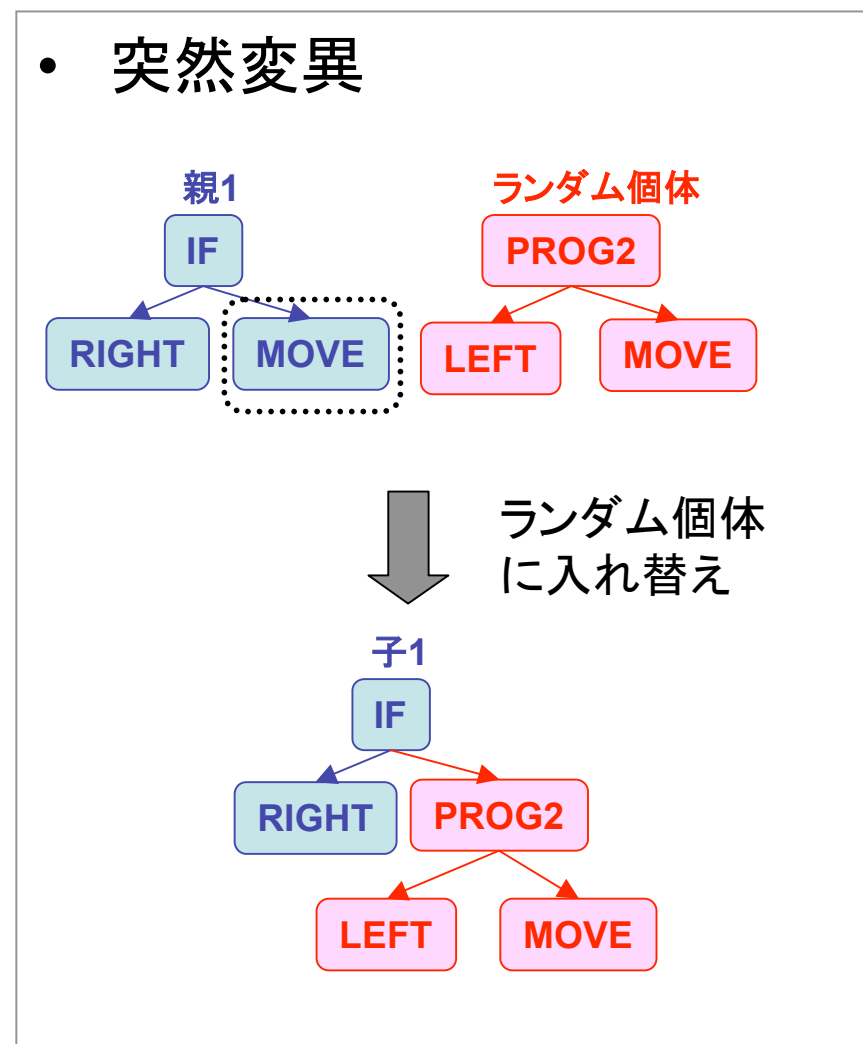 • 突然変異
親1
ランダム個体
IF
PROG2
RIGHT
MOVE
LEFT
MOVE
ランダム個体
に入れ替え
子1
IF
RIGHT
PROG2
LEFT
MOVE